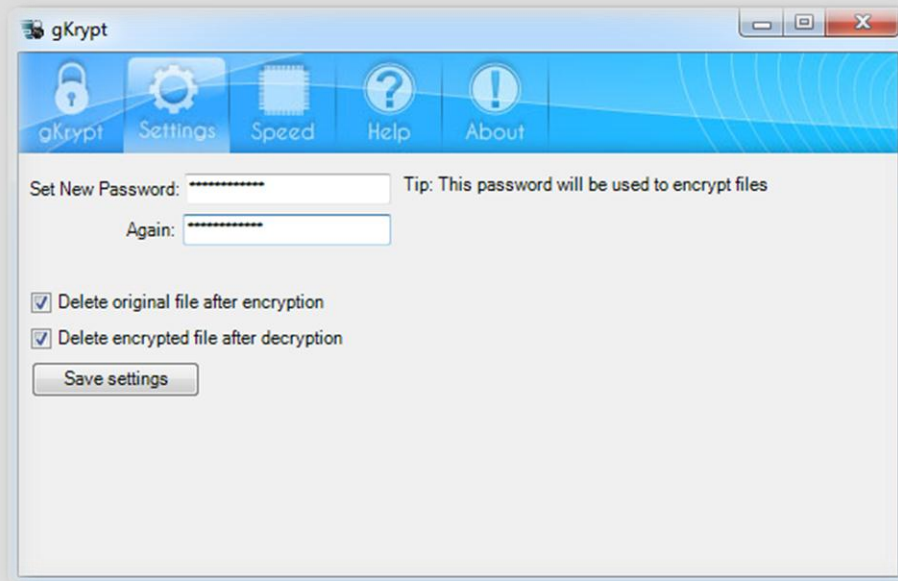 gKrypt
gKrypt Settings Speed Help About
Set New Password: ************ Tip: This password will be used to encrypt files
Again: ************
Delete original file after encryption
Delete encrypted file after decryption
Save settings